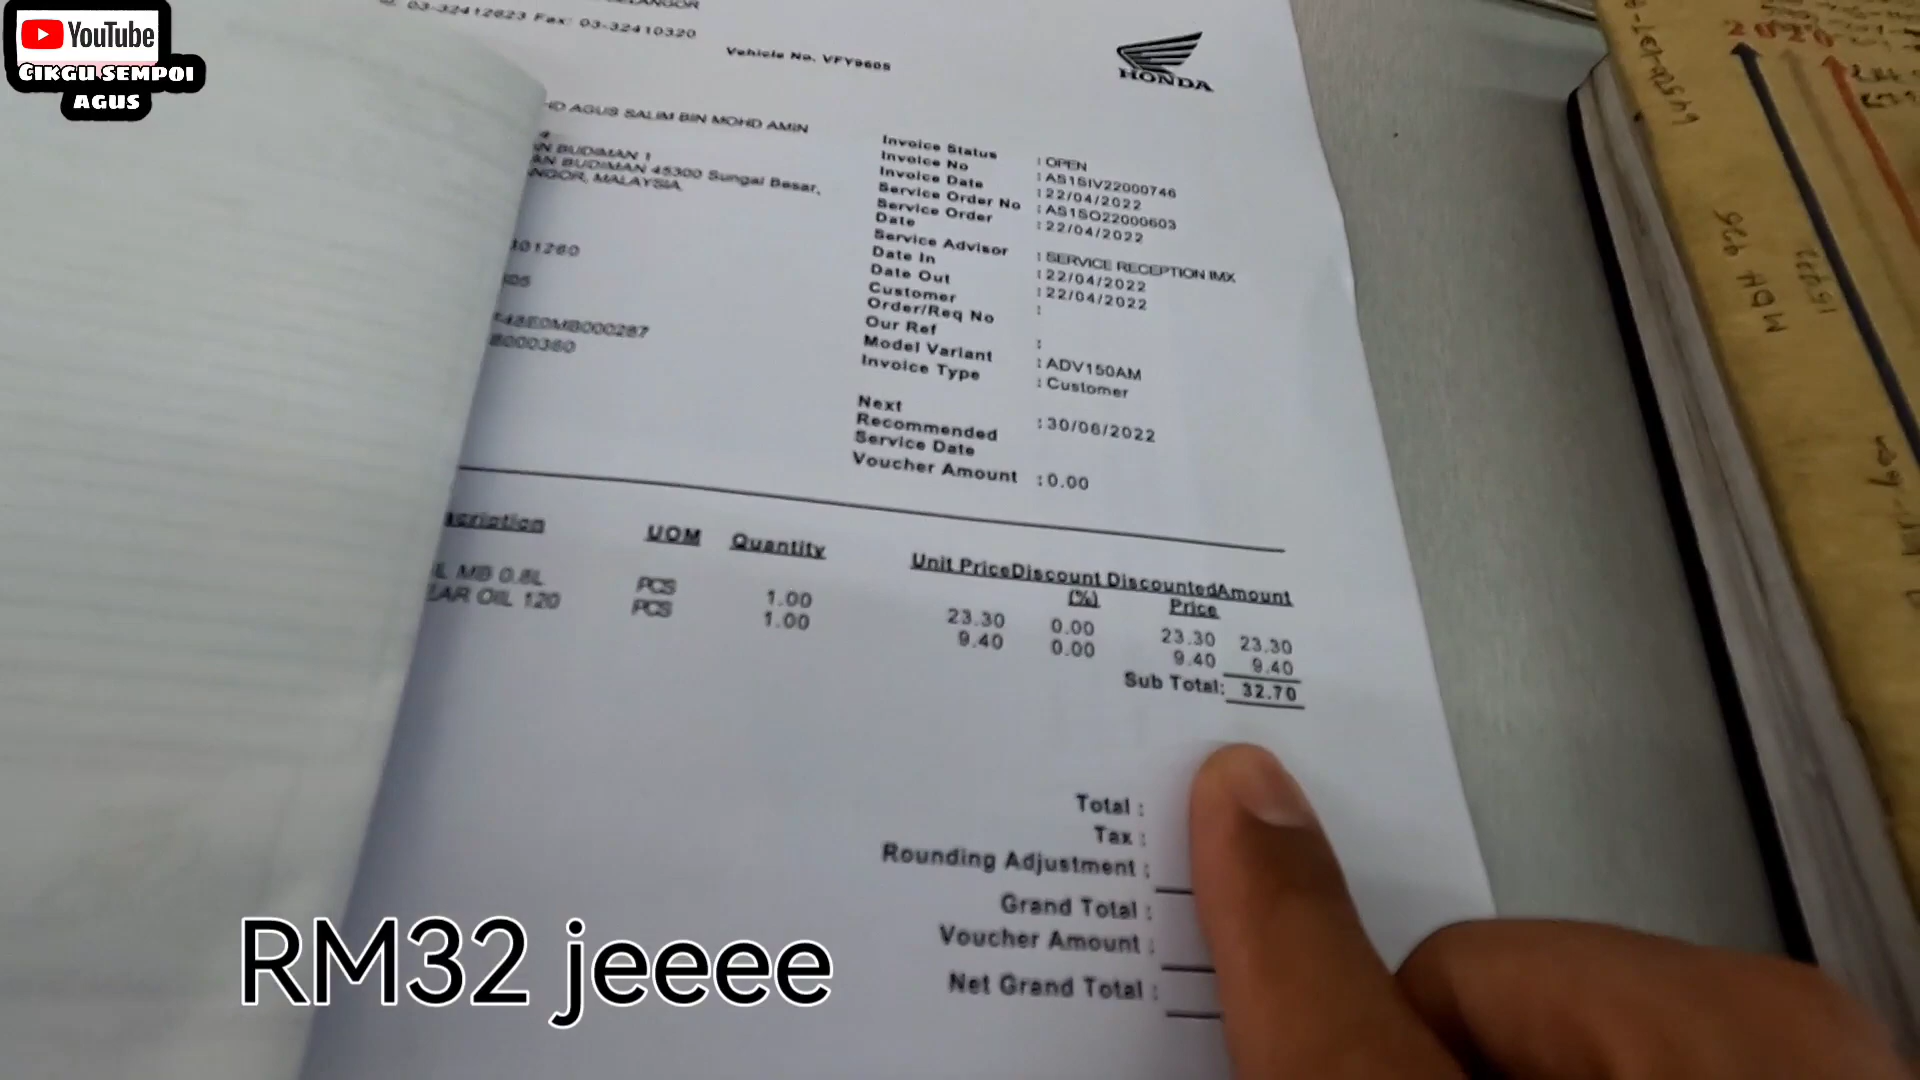 YouTube
CIKGU SEMPOI
AGUS
03-32412623 Fax: 03-32410320
Vehicle No. VFY9605
HONDA
AGUS SALIM BIN MOHD AMIN
BUDIMAN 1
BUDIMAN 45300 Sungai Besar,
MALAYSIA
Invoice Status : OPEN
Invoice No : AS1SIV22000746
Invoice Date : 22/04/2022
Service Order No : AS1SO22000603
Service Order Date : 22/04/2022
Service Advisor : SERVICE RECEPTION IMX
Date In : 22/04/2022
Date Out : 22/04/2022
Customer Order/Req No :
Our Ref :
Model Variant : ADV150AM
Invoice Type : Customer
Next Recommended Service Date : 30/06/2022
Voucher Amount : 0.00
UOM Quantity Unit Price Discount (%) Discounted Price Amount
MB 0.8L PCS 1.00 23.30 0.00 23.30 23.30
OIL 120 PCS 1.00 9.40 0.00 9.40 9.40
Sub Total: 32.70
Total :
Tax :
Rounding Adjustment :
Grand Total :
Voucher Amount :
Net Grand Total :
RM32 jeeee
2020